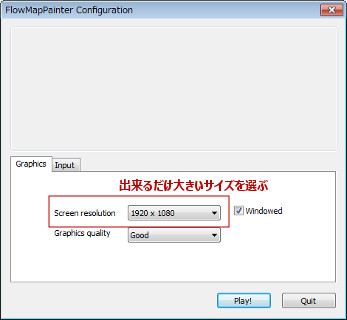 FlowMapPainter Configuration
Graphics Input
出来るだけ大きいサイズを選ぶ
Screen resolution 1920 x 1080 Windowed
Graphics quality Good
Play! Quit